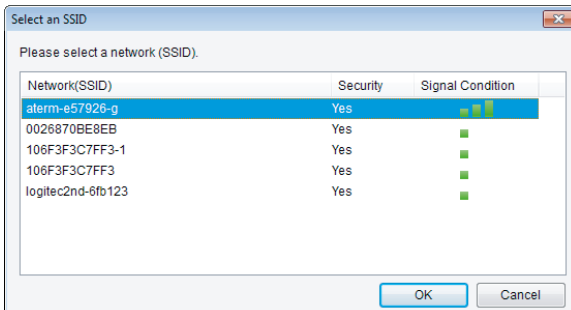 Select an SSID
Please select a network (SSID).
Network(SSID) Security Signal Condition
aterm-e57926-g Yes
0026870BE8EB Yes
106F3F3C7FF3-1 Yes
106F3F3C7FF3 Yes
logitec2nd-6fb123 Yes
OK Cancel